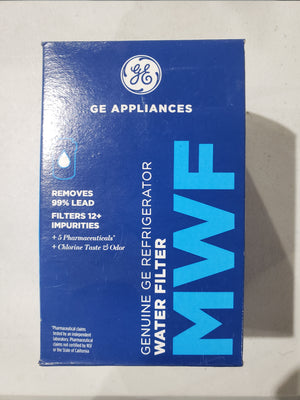 GE
GE APPLIANCES
REMOVES
99% LEAD
FILTERS 12+
IMPURITIES
+ 5 Pharmaceuticals*
+ Chlorine Taste & Odor
GENUINE GE REFRIGERATOR
WATER FILTER
MWF
*Pharmaceutical claims
tested by an independent
laboratory. Pharmaceutical
claims not certified by NSF
or the State of California